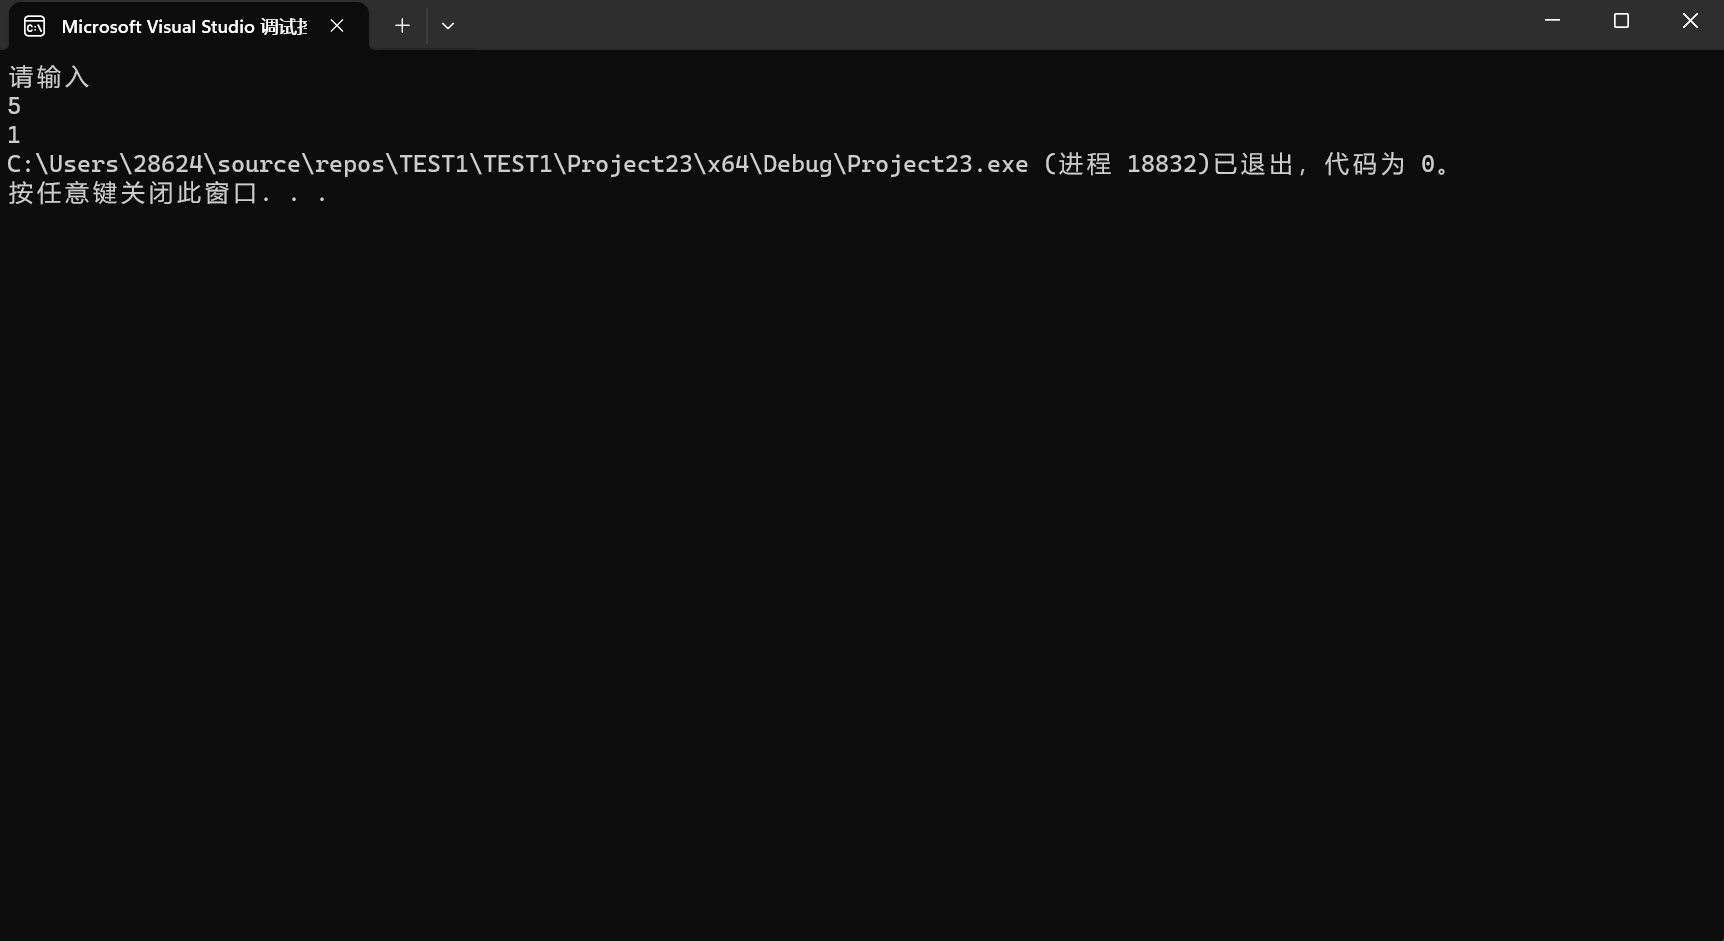 Microsoft Visual Studio 调试
请输入
5
1
C:\Users\28624\source\repos\TEST1\TEST1\Project23\x64\Debug\Project23.exe (进程 18832)已退出，代码为 0。
按任意键关闭此窗口. . .